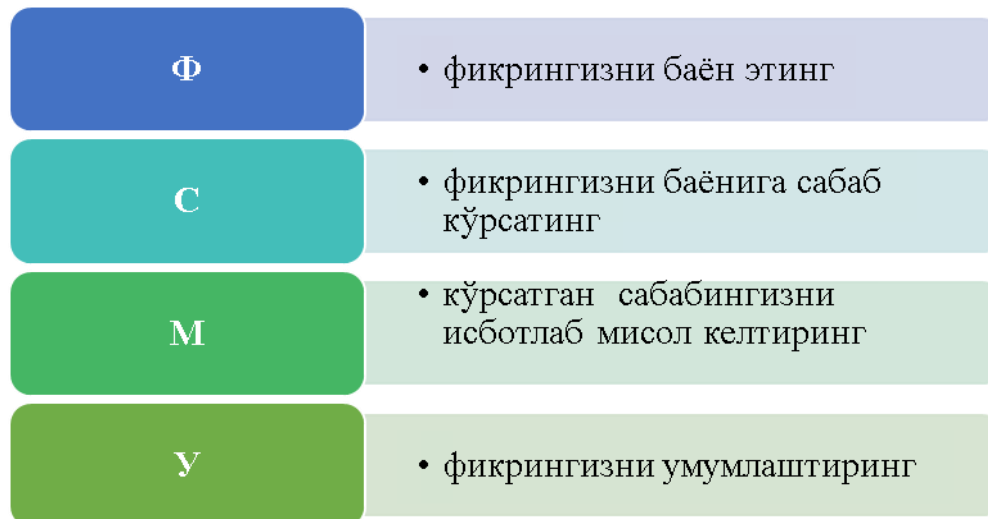 Ф
• фикрингизни баён этинг
С
• фикрингизни баёнига сабаб
кўрсатинг
М
• кўрсатган сабабингизни
исботлаб мисол келтиринг
У
• фикрингизни умумлаштиринг